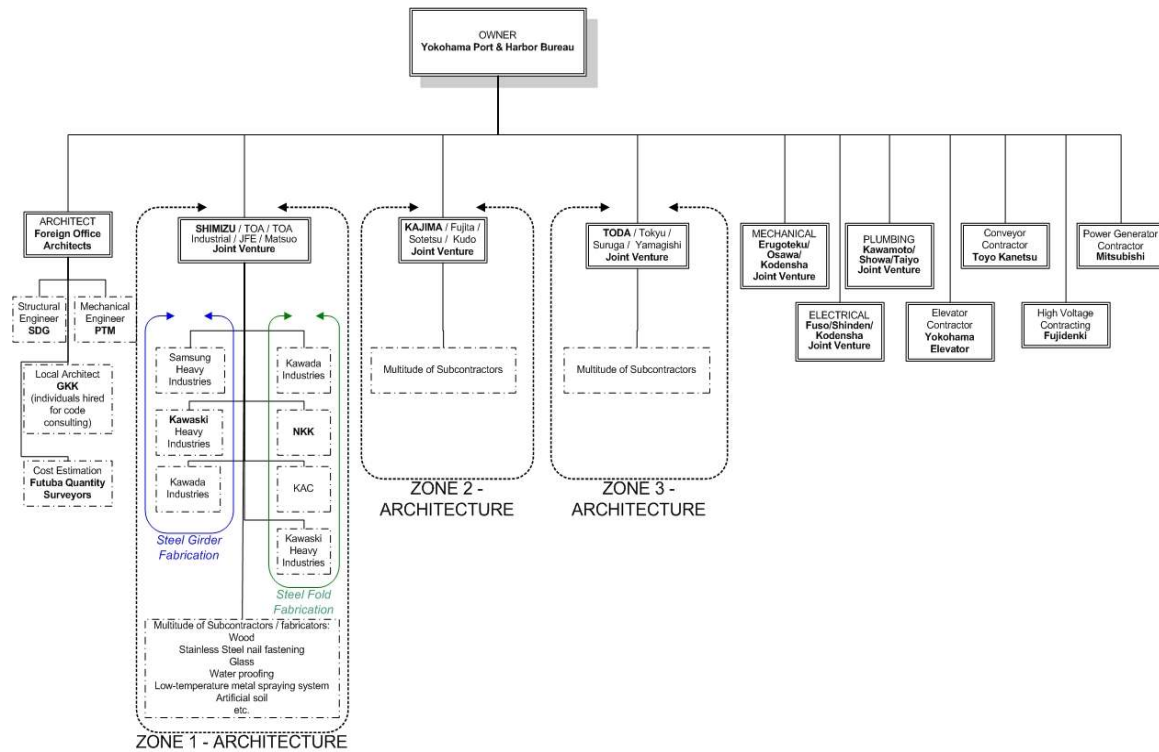 OWNER
Yokohama Port & Harbor Bureau
ARCHITECT
Foreign Office
Architects
SHIMIZU / TOA / TOA
Industrial / JFE / Matsuo
Joint Venture
KAJIMA / Fujita /
Sotetsu / Kudo
Joint Venture
TODA / Tokyu /
Suruga / Yamagishi
Joint Venture
MECHANICAL
Erugoteku/
Osawa/
Kodensha
Joint Venture
PLUMBING
Kawamoto/
Showa/Taiyo
Joint Venture
Conveyor
Contractor
Toyo Kanetsu
Power Generator
Contractor
Mitsubishi
ELECTRICAL
Fuso/Shinden/
Kodensha
Joint Venture
Elevator
Contractor
Yokohama
Elevator
High Voltage
Contracting
Fujidenki
Structural
Engineer
SDG
Mechanical
Engineer
PTM
Local Architect
GKK
(individuals hired
for code
consulting)
Cost Estimation
Futuba Quantity
Surveyors
Samsung
Heavy
Industries
Kawaski
Heavy
Industries
Kawada
Industries
Steel Girder
Fabrication
Kawada
Industries
NKK
KAC
Kawaski
Heavy
Industries
Steel Fold
Fabrication
Multitude of Subcontractors / fabricators:
Wood
Stainless Steel nail fastening
Glass
Water proofing
Low-temperature metal spraying system
Artificial soil
etc.
ZONE 1 - ARCHITECTURE
Multitude of Subcontractors
ZONE 2 -
ARCHITECTURE
Multitude of Subcontractors
ZONE 3 -
ARCHITECTURE